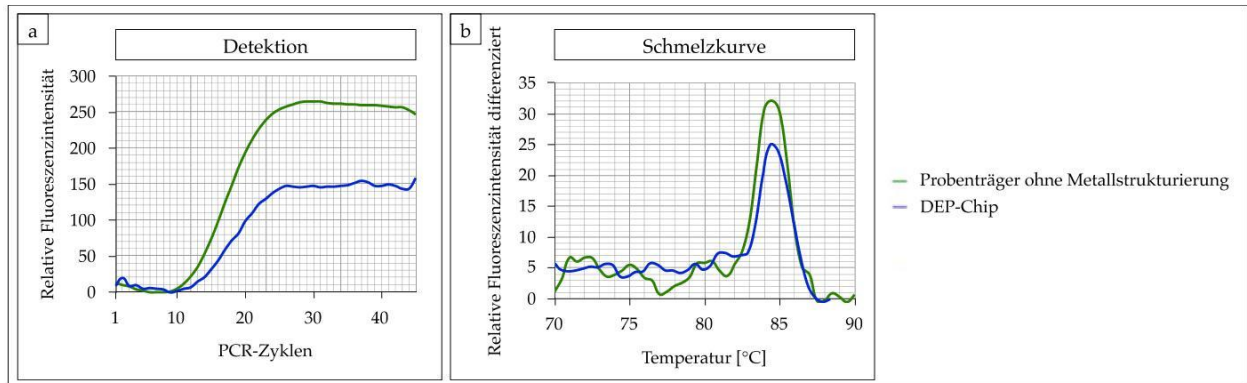 a
Detektion
Relative Fluoreszenzintensität
300
250
200
150
100
50
0
1
10
20
30
40
PCR-Zyklen
b
Schmelzkurve
Relative Fluoreszenzintensität differenziert
35
30
25
20
15
10
5
0
70
75
80
85
90
Temperatur [°C]
Probenträger ohne Metallstrukturierung
DEP-Chip